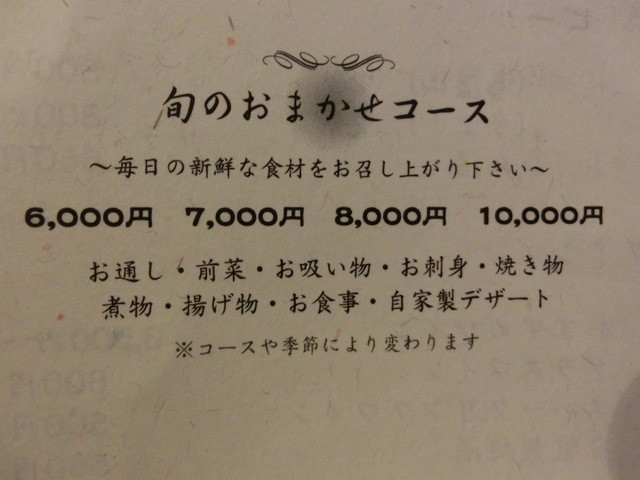 旬のおまかせコース
～毎日の新鮮な食材をお召し上がり下さい～
6,000円 7,000円 8,000円 10,000円
お通し・前菜・お吸い物・お刺身・焼き物
煮物・揚げ物・お食事・自家製デザート
※コースや季節により変わります